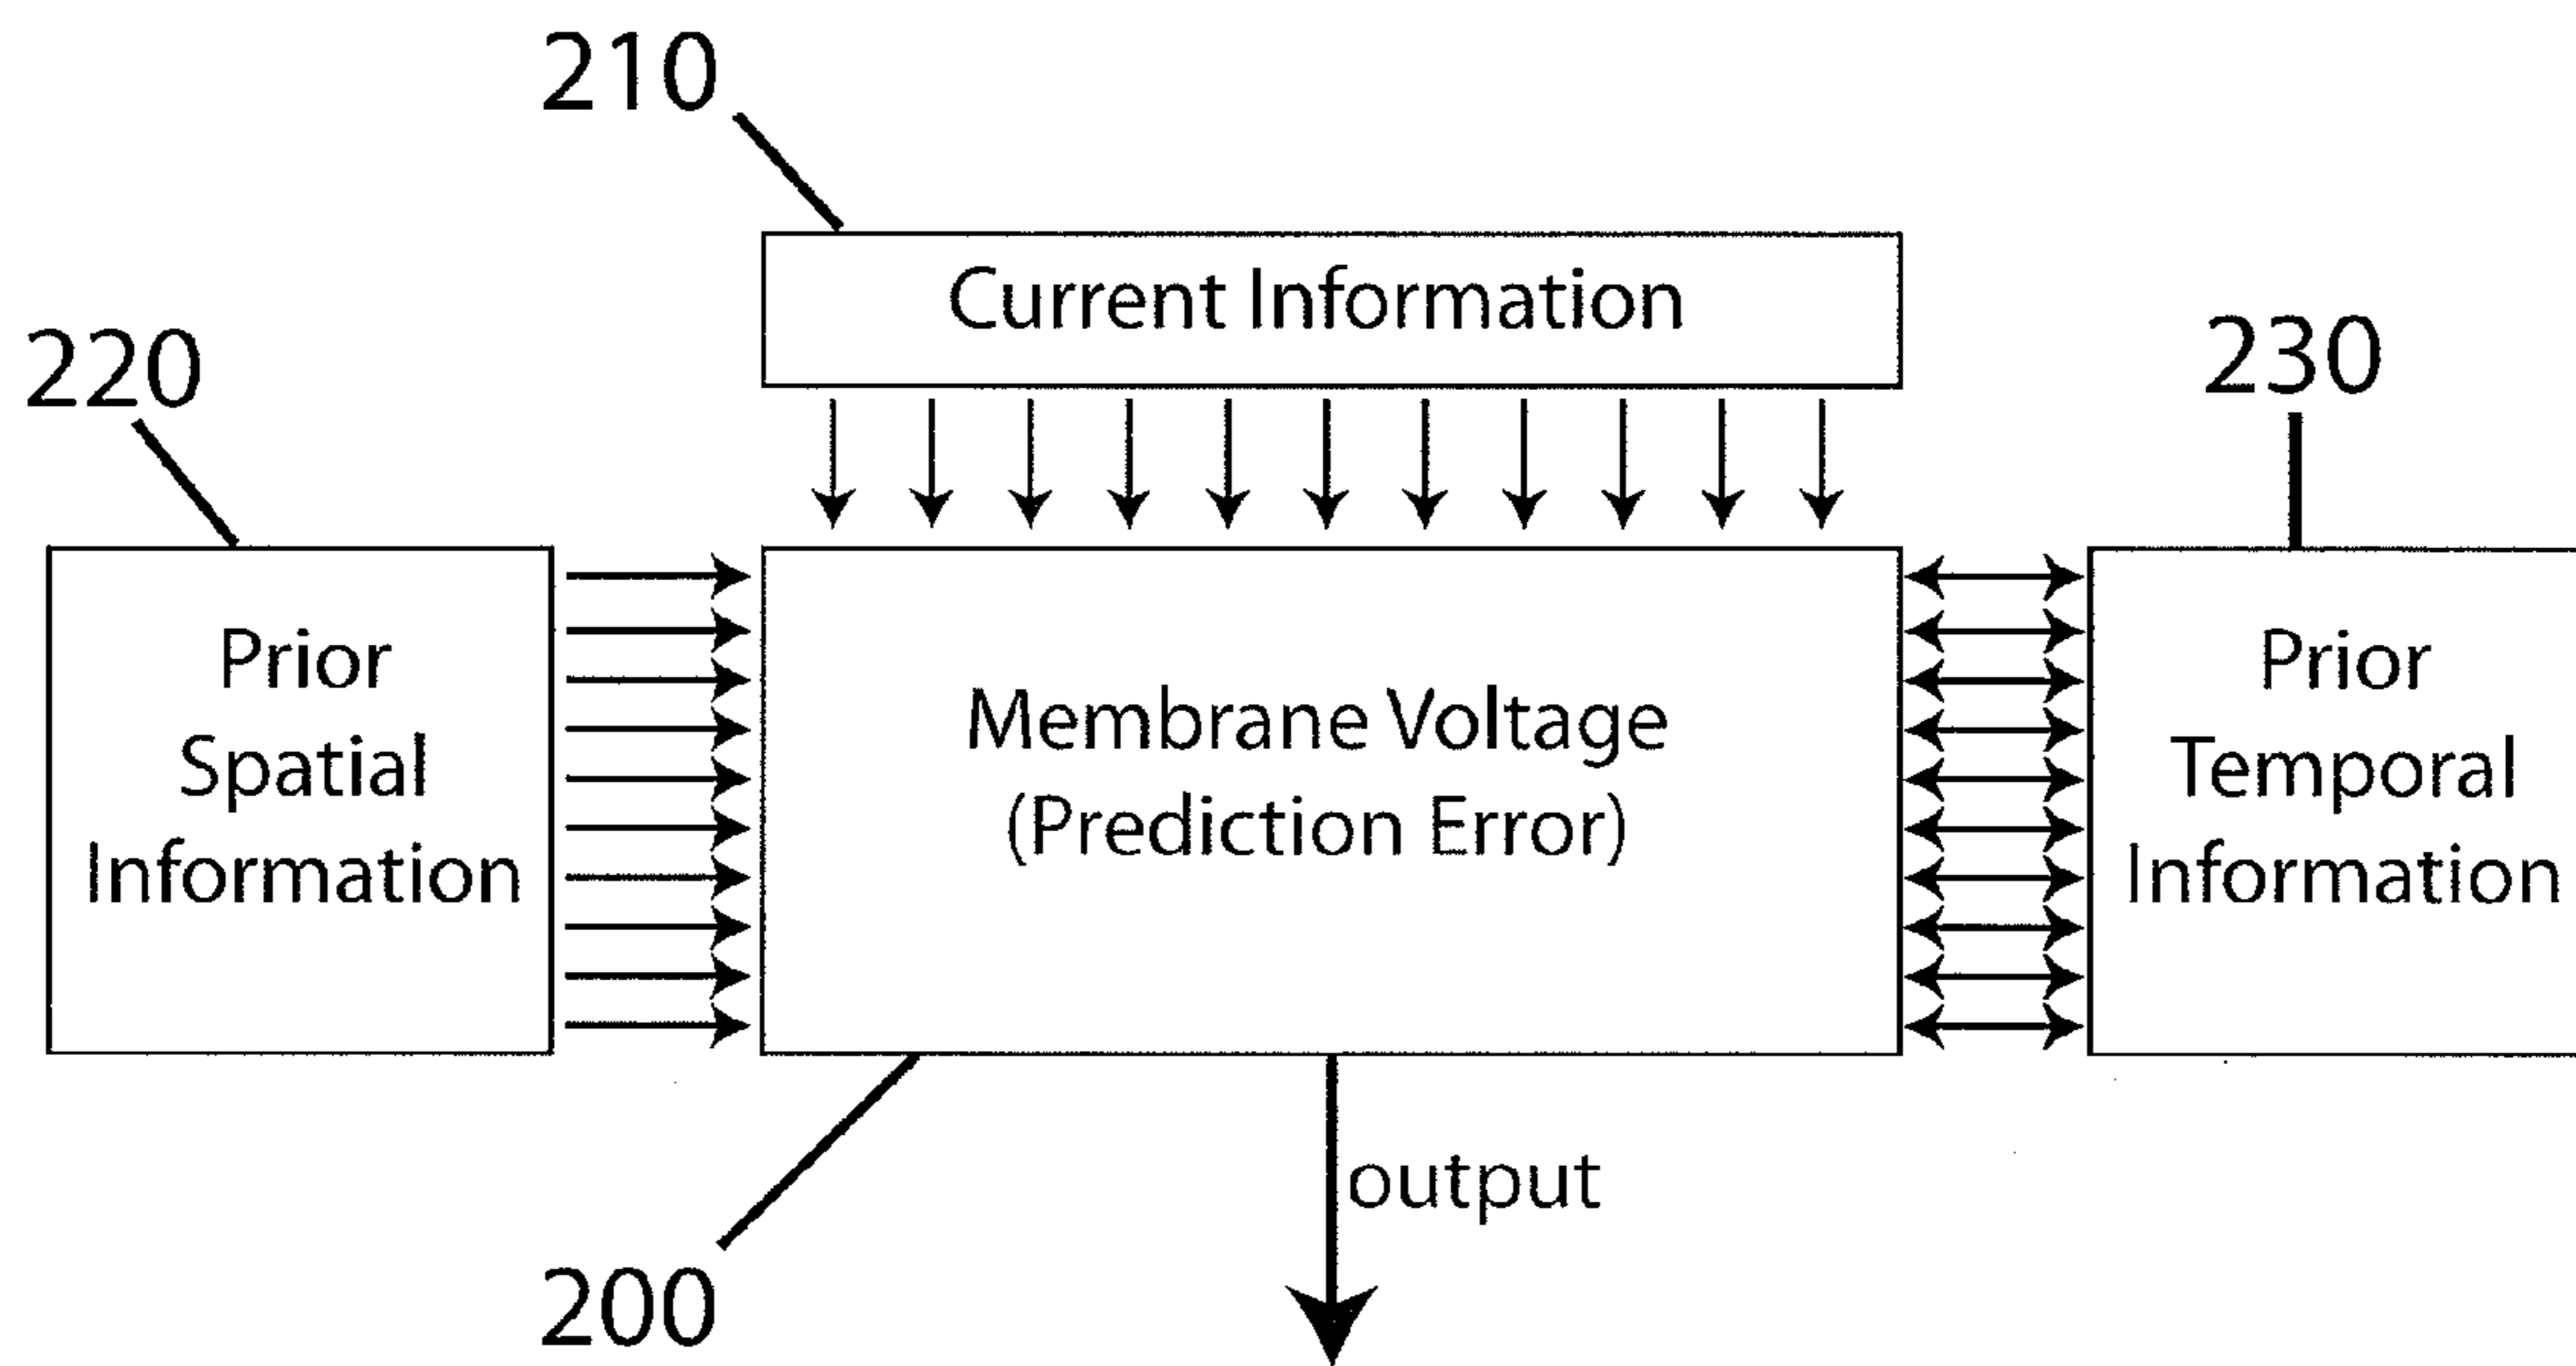 210
Current Information
220
230
Prior
Spatial
Information
Membrane Voltage
(Prediction Error)
Prior
Temporal
Information
output
200